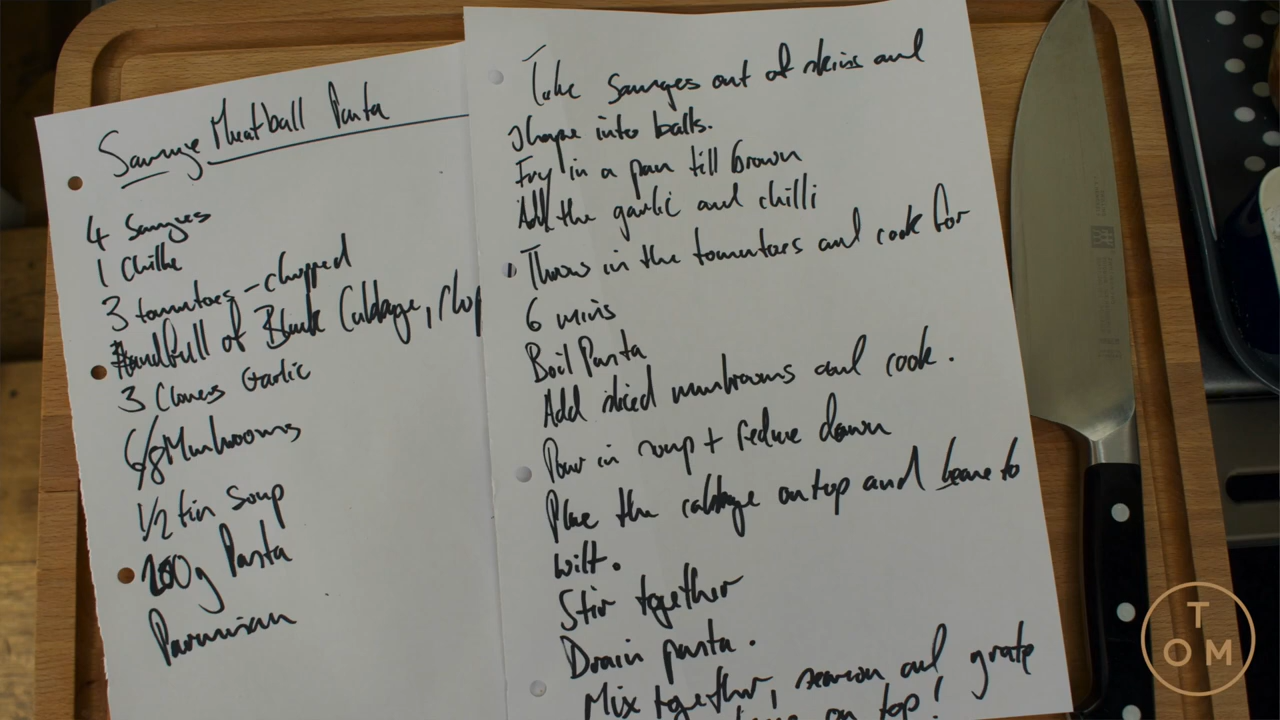 Sausage Meatball Pasta
4 Sausages
1 Chilli
3 tomatoes - chopped
Handfull of Black Cabbage, chop
3 Cloves Garlic
6/8 Mushrooms
1/2 tin Soup
200g Pasta
Parmesan
Take Sausages out of skins and
shape into balls.
Fry in a pan till brown
Add the garlic and chilli
Throw in the tomatoes and cook for
6 mins
Boil Pasta
Add sliced mushrooms and cook.
Pour in soup + reduce down
Place the cabbage on top and leave to
wilt.
Stir together
Drain pasta.
Mix together, season and grate
on top!
T
O M